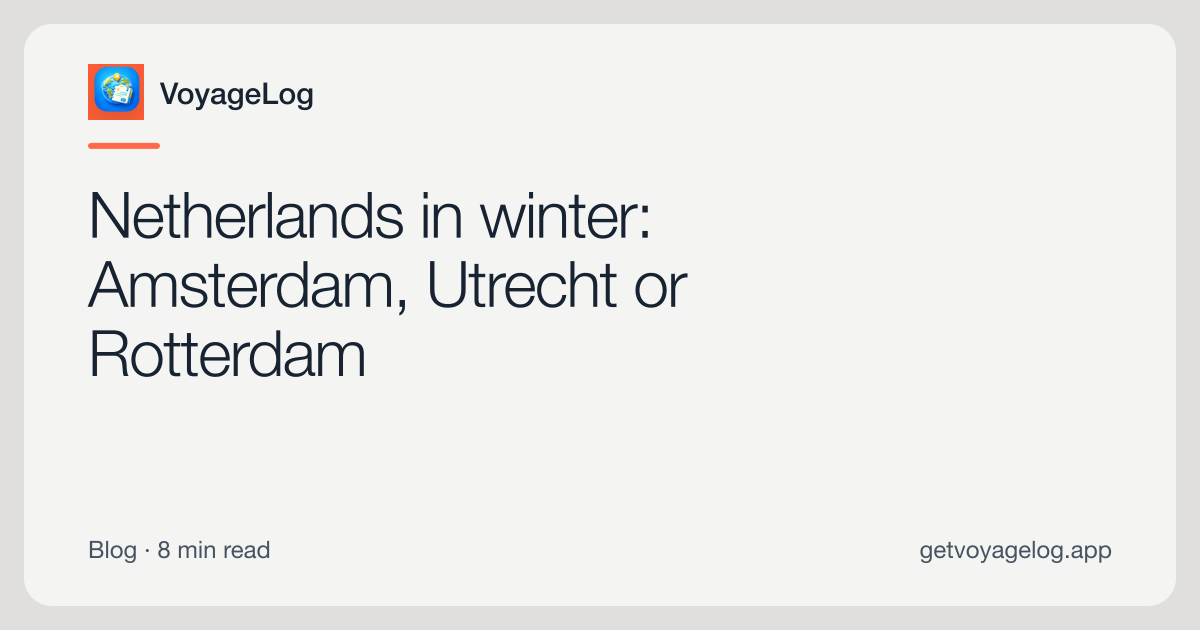 VoyageLog
Netherlands in winter:
Amsterdam, Utrecht or
Rotterdam
Blog · 8 min read
getvoyagelog.app